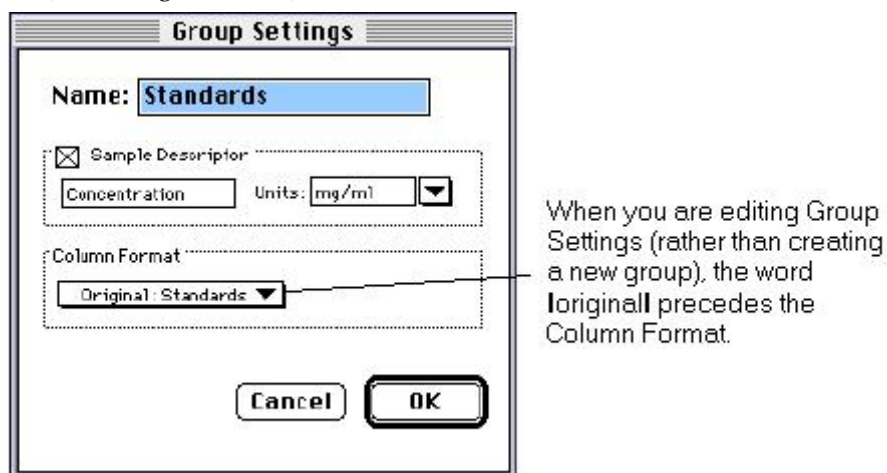 Group Settings
Name: Standards
Sample Descriptor
Concentration Units: mg/ml
Column Format
Original: Standards
Cancel OK
When you are editing Group
Settings (rather than creating
a new group), the word
loriginall precedes the
Column Format.